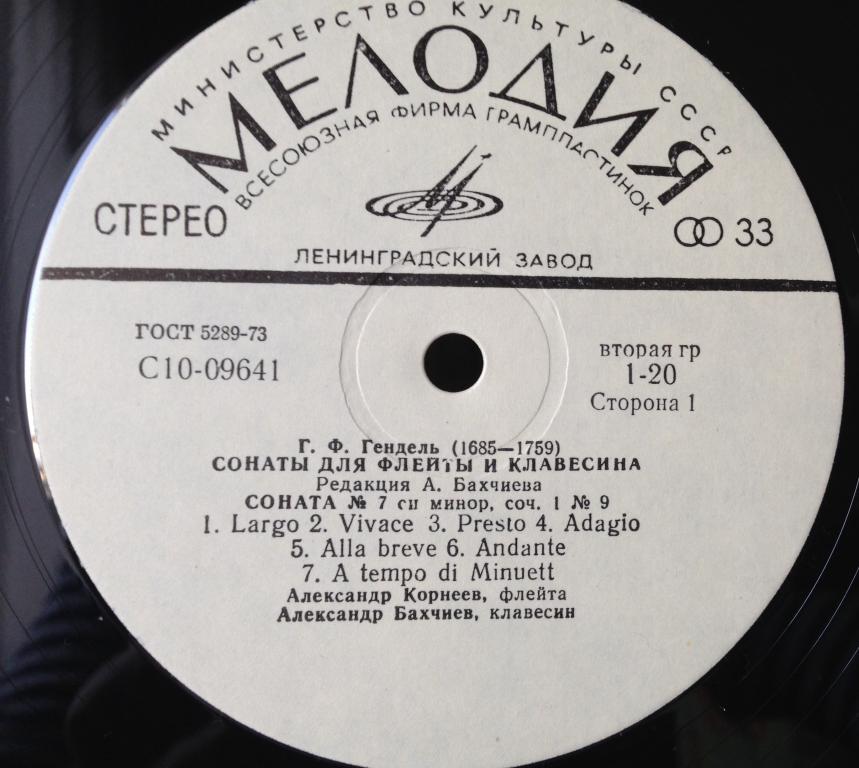 МИНИСТЕРСТВО КУЛЬТУРЫ СССР
МЕЛОДИЯ
ВСЕСОЮЗНАЯ ФИРМА ГРАМПЛАСТИНОК
СТЕРЕО
33
ЛЕНИНГРАДСКИЙ ЗАВОД
ГОСТ 5289-73
С10-09641
вторая гр
1-20
Сторона 1
Г. Ф. Гендель (1685—1759)
СОНАТЫ ДЛЯ ФЛЕЙТЫ И КЛАВЕСИНА
Редакция А. Бахчиева
СОНАТА № 7 си минор, соч. 1 № 9
1. Largo 2. Vivace 3. Presto 4. Adagio
5. Alla breve 6. Andante
7. A tempo di Minuett
Александр Корнеев, флейта
Александр Бахчиев, клавесин